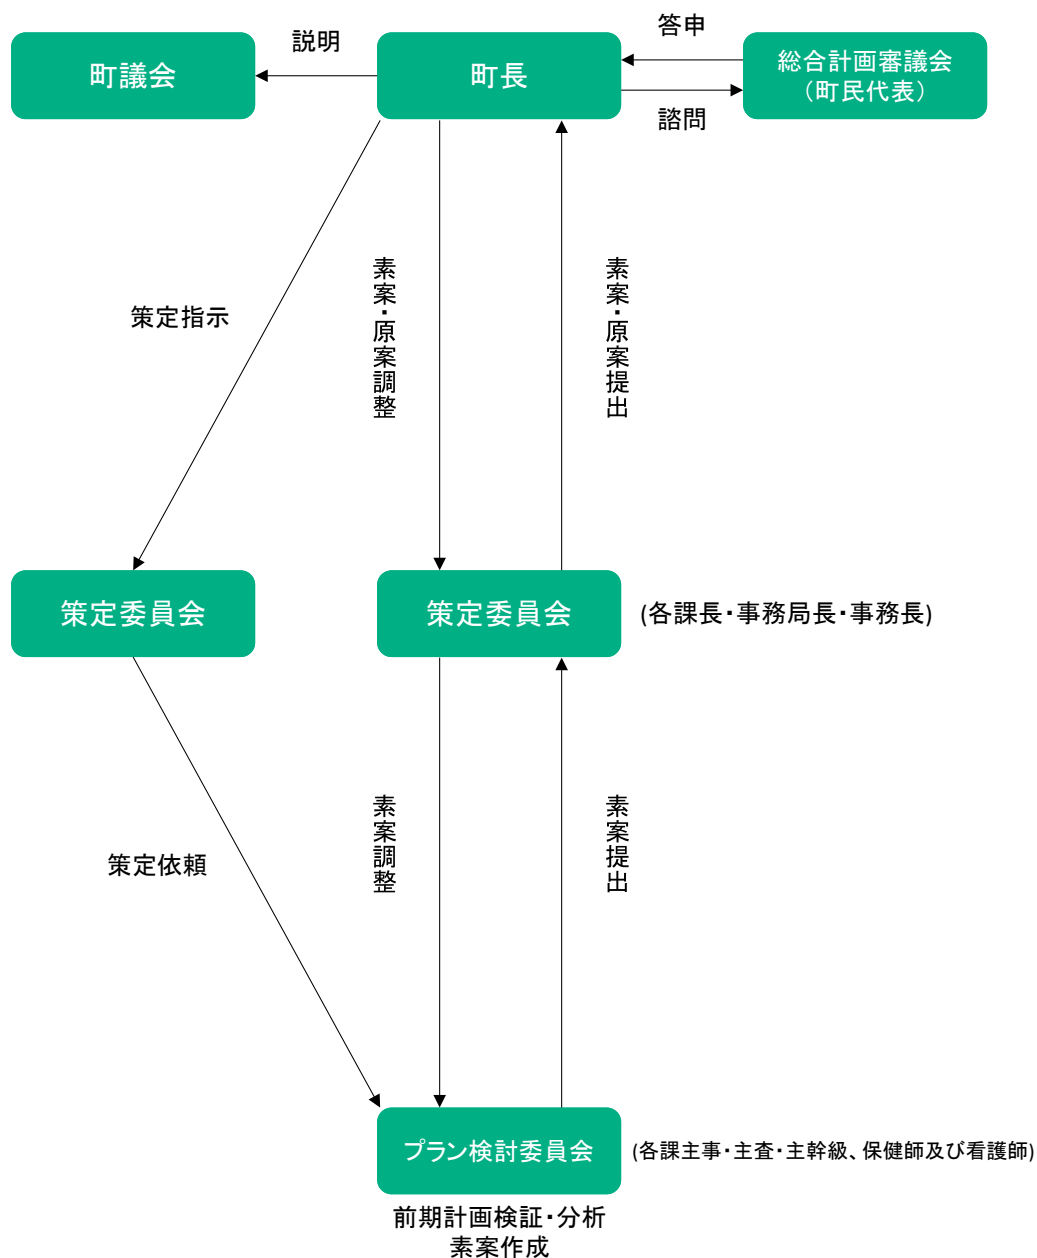 説明
答申
町議会
町長
総合計画審議会
（町民代表）
諮問
策定指示
素案・原案調整
素案・原案提出
策定委員会
策定委員会
(各課長・事務局長・事務長)
策定依頼
素案調整
素案提出
プラン検討委員会
(各課主事・主査・主幹級、保健師及び看護師)
前期計画検証・分析
素案作成